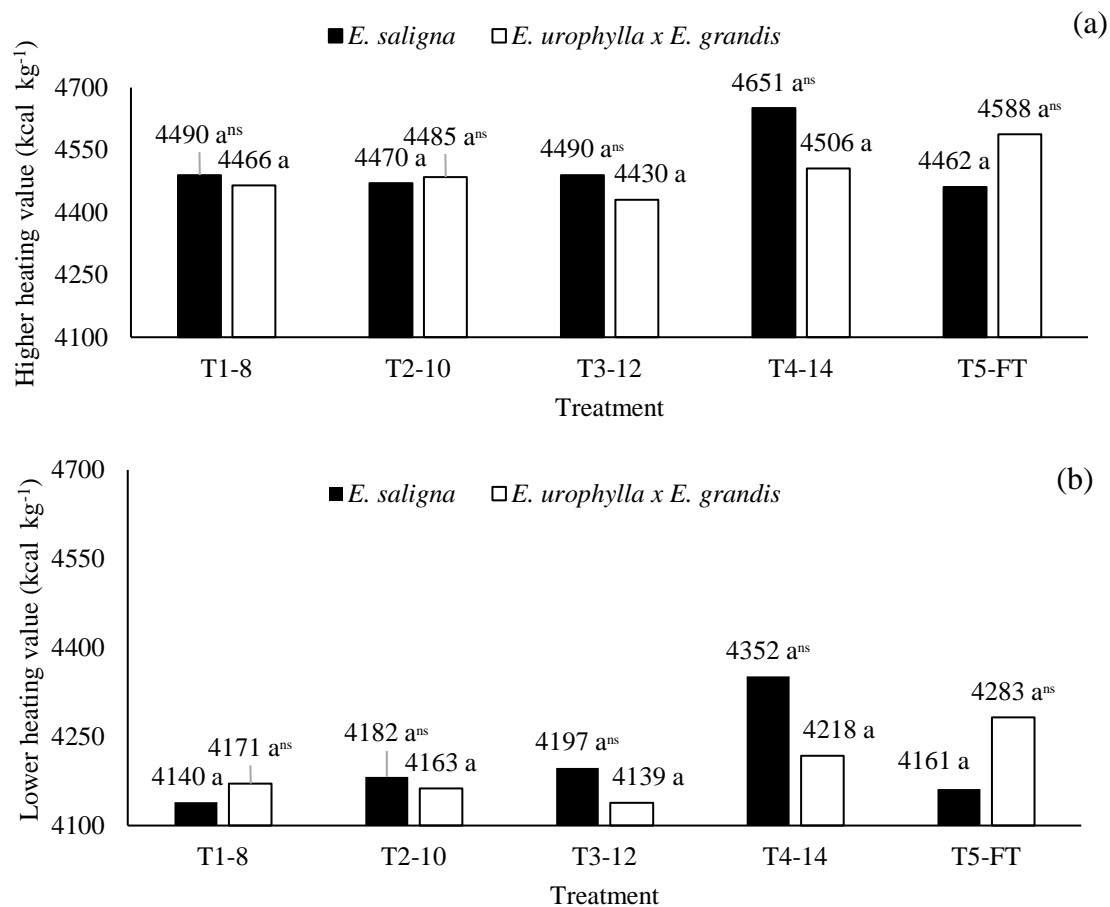 (a)
E. saligna E. urophylla x E. grandis
Higher heating value (kcal kg-1)
4700
4550
4400
4250
4100
4490 aⁿˢ
4466 a
4470 a
4485 aⁿˢ
4490 aⁿˢ
4430 a
4651 aⁿˢ
4506 a
4462 a
4588 aⁿˢ
T1-8 T2-10 T3-12 T4-14 T5-FT
Treatment
(b)
E. saligna E. urophylla x E. grandis
Lower heating value (kcal kg-1)
4700
4550
4400
4250
4100
4140 a
4171 aⁿˢ
4182 aⁿˢ
4163 a
4197 aⁿˢ
4139 a
4352 aⁿˢ
4218 a
4161 a
4283 aⁿˢ
T1-8 T2-10 T3-12 T4-14 T5-FT
Treatment